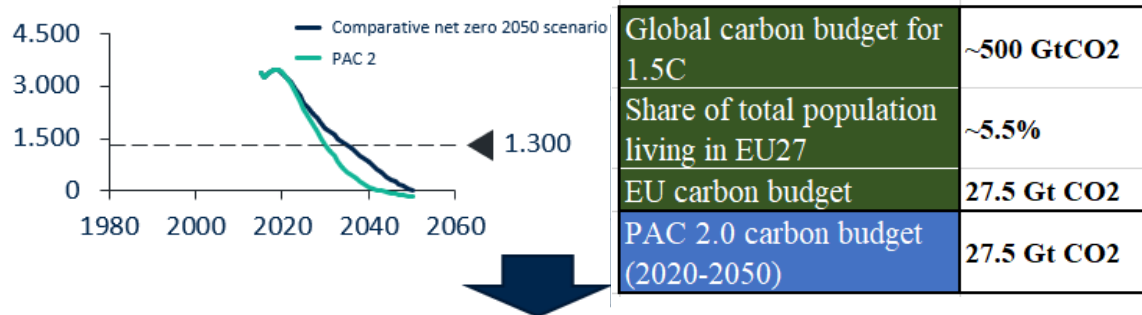 4.500
3.000
1.500
0
1980 2000 2020 2040 2060
Comparative net zero 2050 scenario
PAC 2
1.300
Global carbon budget for
1.5C
~500 GtCO2
Share of total population
living in EU27
~5.5%
EU carbon budget
27.5 Gt CO2
PAC 2.0 carbon budget
(2020-2050)
27.5 Gt CO2